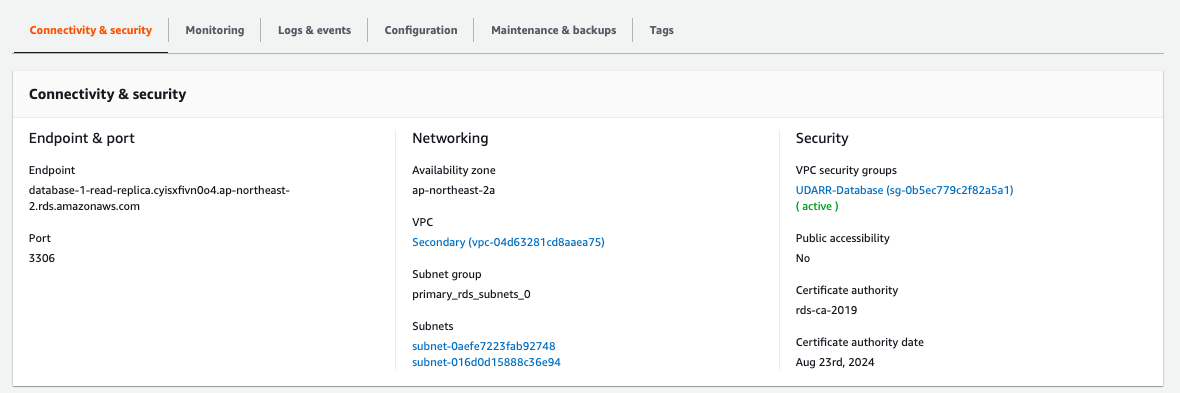 Connectivity & security
Monitoring
Logs & events
Configuration
Maintenance & backups
Tags
Connectivity & security
Endpoint & port
Endpoint
database-1-read-replica.cyisxfivn0o4.ap-northeast-
2.rds.amazonaws.com
Port
3306
Networking
Availability zone
ap-northeast-2a
VPC
Secondary (vpc-04d63281cd8aaea75)
Subnet group
primary_rds_subnets_0
Subnets
subnet-0aefe7223fab92748
subnet-016d0d15888c36e94
Security
VPC security groups
UDARR-Database (sg-0b5ec779c2f82a5a1)
( active )
Public accessibility
No
Certificate authority
rds-ca-2019
Certificate authority date
Aug 23rd, 2024